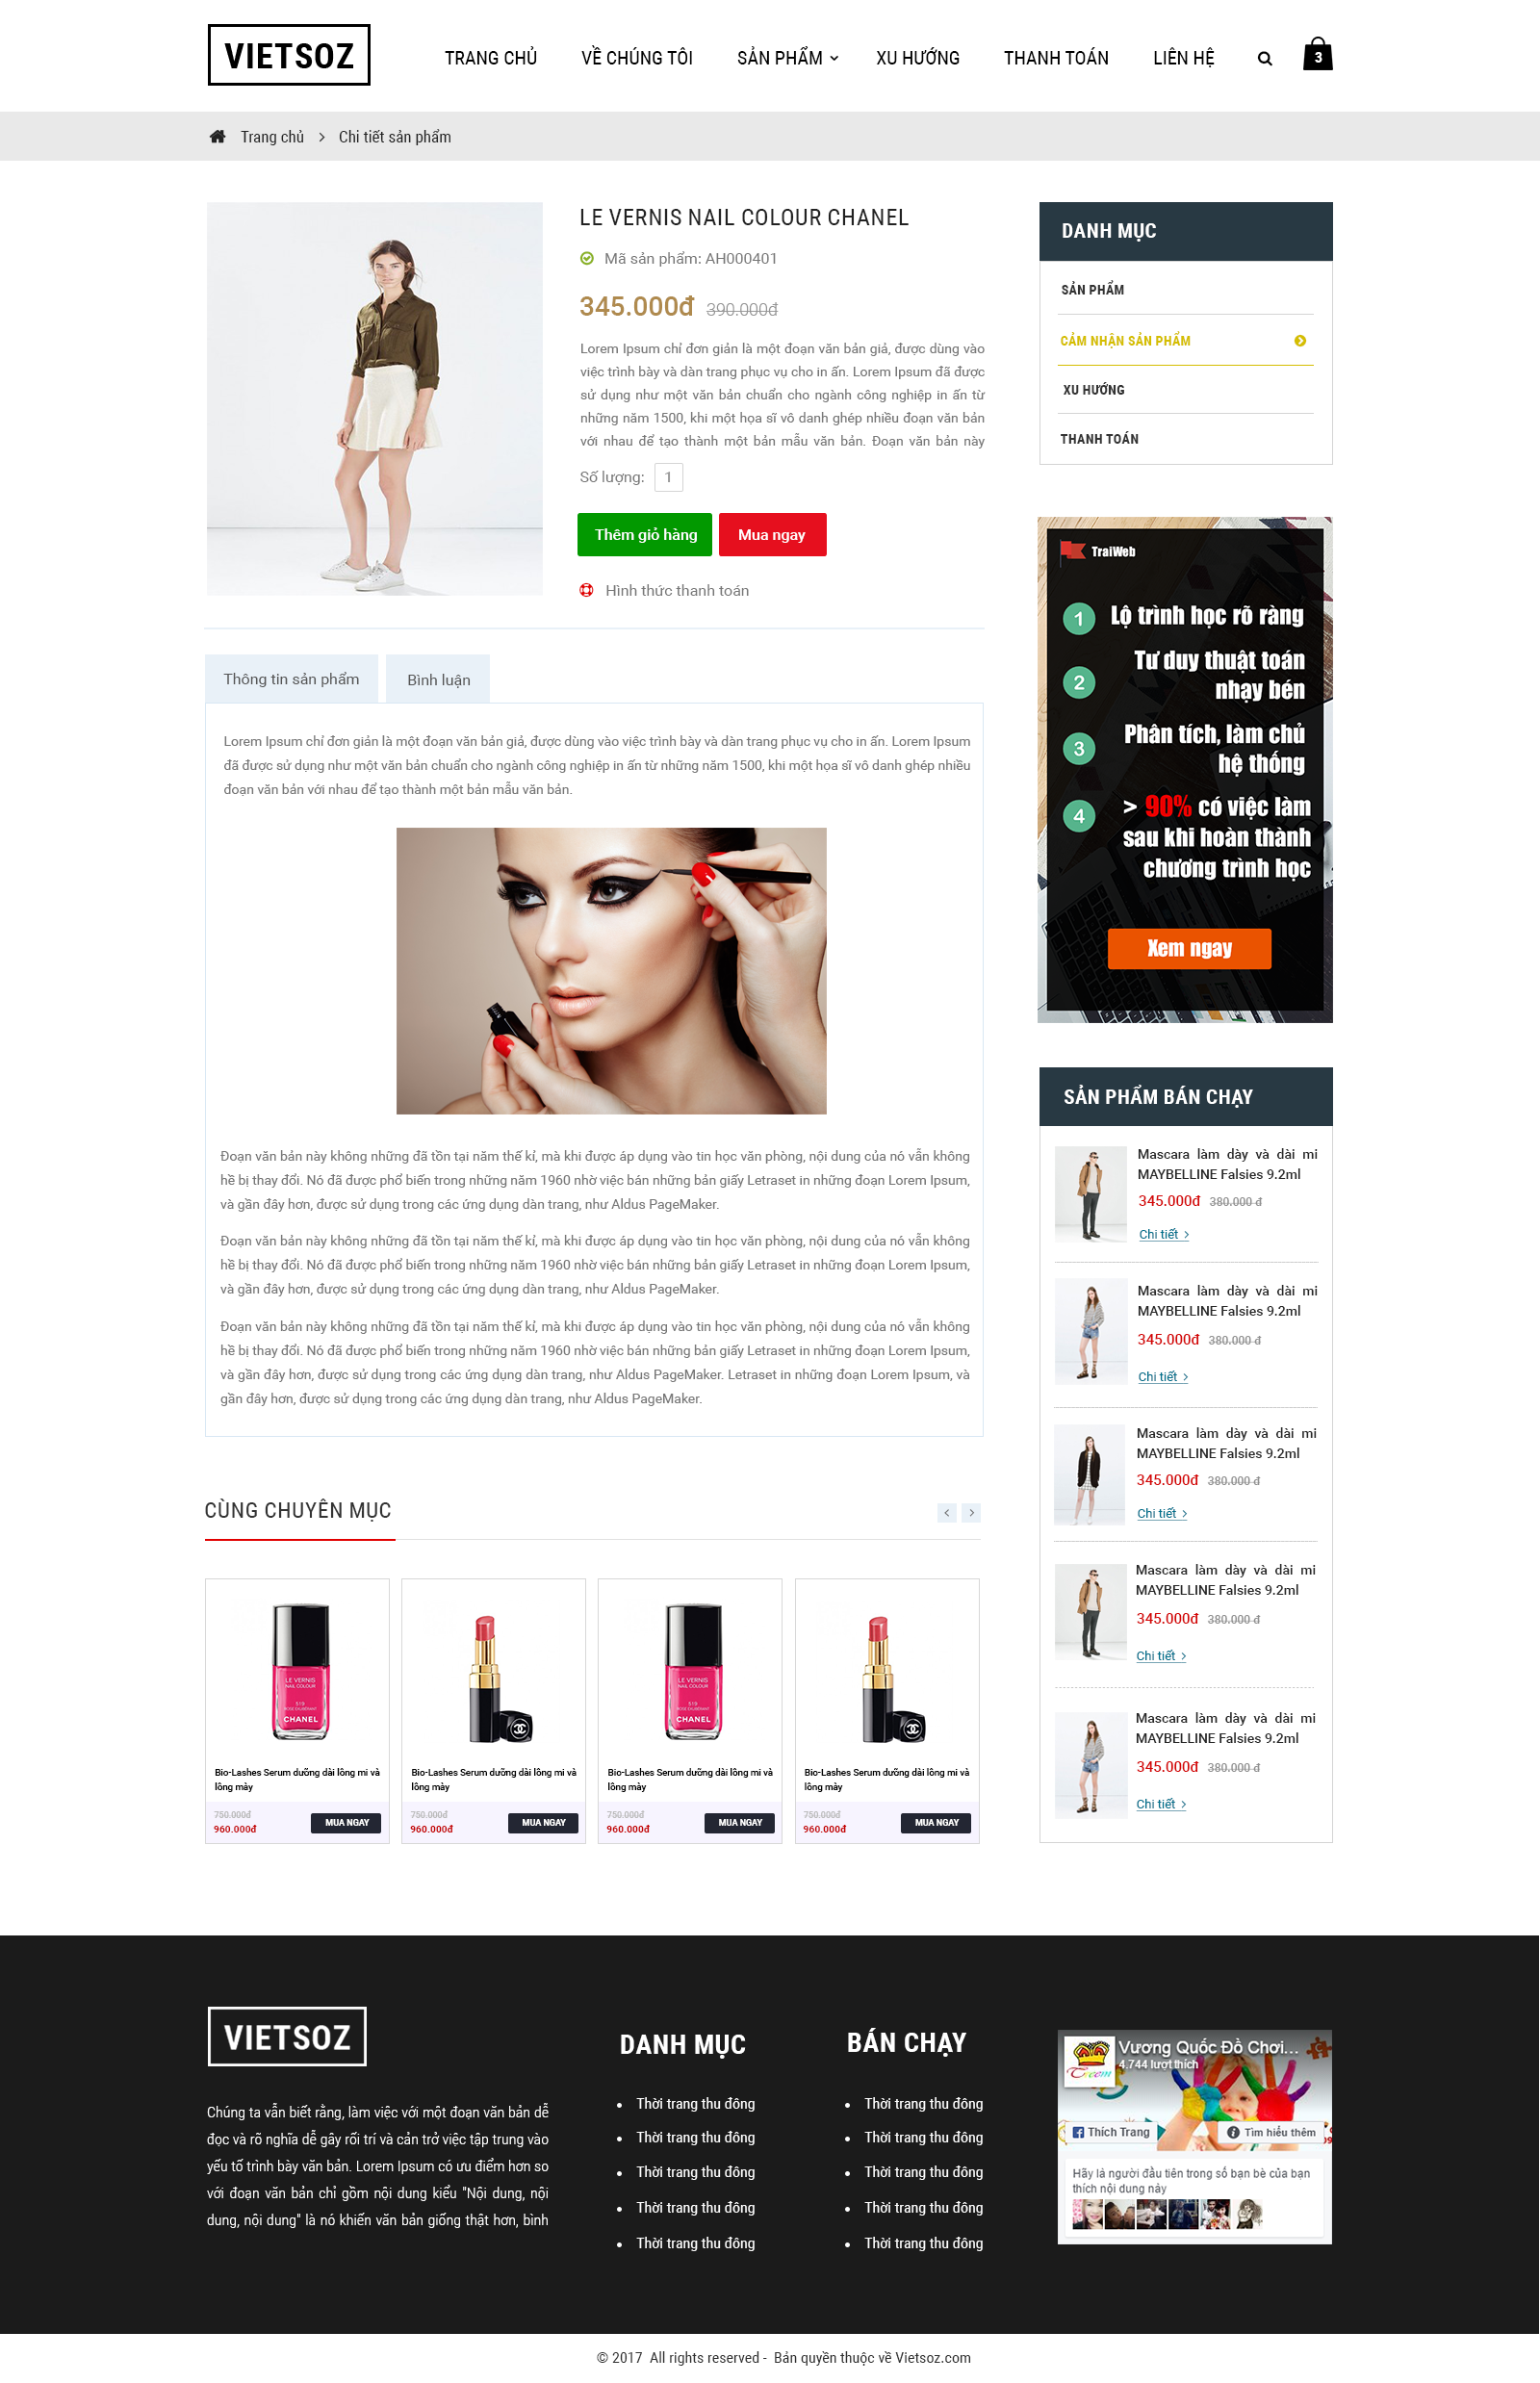 VIETSOZ
TRANG CHỦ
VỀ CHÚNG TÔI
SẢN PHẨM
XU HƯỚNG
THANH TOÁN
LIÊN HỆ
3
Trang chủ
Chi tiết sản phẩm
LE VERNIS NAIL COLOUR CHANEL
Mã sản phẩm: AH000401
345.000đ 390.000đ
Lorem Ipsum chỉ đơn giản là một đoạn văn bản giả, được dùng vào
việc trình bày và dàn trang phục vụ cho in ấn. Lorem Ipsum đã được
sử dụng như một văn bản chuẩn cho ngành công nghiệp in ấn từ
những năm 1500, khi một họa sĩ vô danh ghép nhiều đoạn văn bản
với nhau để tạo thành một bản mẫu văn bản. Đoạn văn bản này
Số lượng: 1
Thêm giỏ hàng
Mua ngay
Hình thức thanh toán
Thông tin sản phẩm
Bình luận
Lorem Ipsum chỉ đơn giản là một đoạn văn bản giả, được dùng vào việc trình bày và dàn trang phục vụ cho in ấn. Lorem Ipsum
đã được sử dụng như một văn bản chuẩn cho ngành công nghiệp in ấn từ những năm 1500, khi một họa sĩ vô danh ghép nhiều
đoạn văn bản với nhau để tạo thành một bản mẫu văn bản.
Đoạn văn bản này không những đã tồn tại năm thế kỉ, mà khi được áp dụng vào tin học văn phòng, nội dung của nó vẫn không
hề bị thay đổi. Nó đã được phổ biến trong những năm 1960 nhờ việc bán những bản giấy Letraset in những đoạn Lorem Ipsum,
và gần đây hơn, được sử dụng trong các ứng dụng dàn trang, như Aldus PageMaker.
Đoạn văn bản này không những đã tồn tại năm thế kỉ, mà khi được áp dụng vào tin học văn phòng, nội dung của nó vẫn không
hề bị thay đổi. Nó đã được phổ biến trong những năm 1960 nhờ việc bán những bản giấy Letraset in những đoạn Lorem Ipsum,
và gần đây hơn, được sử dụng trong các ứng dụng dàn trang, như Aldus PageMaker.
Đoạn văn bản này không những đã tồn tại năm thế kỉ, mà khi được áp dụng vào tin học văn phòng, nội dung của nó vẫn không
hề bị thay đổi. Nó đã được phổ biến trong những năm 1960 nhờ việc bán những bản giấy Letraset in những đoạn Lorem Ipsum,
và gần đây hơn, được sử dụng trong các ứng dụng dàn trang, như Aldus PageMaker. Letraset in những đoạn Lorem Ipsum, và
gần đây hơn, được sử dụng trong các ứng dụng dàn trang, như Aldus PageMaker.
CÙNG CHUYÊN MỤC
LE VERNIS
NAIL COLOUR
519
CHANEL
Bio-Lashes Serum dưỡng dài lông mi và
lông mày
750.000đ
960.000đ
MUA NGAY
Bio-Lashes Serum dưỡng dài lông mi và
lông mày
750.000đ
960.000đ
MUA NGAY
LE VERNIS
NAIL COLOUR
519
CHANEL
Bio-Lashes Serum dưỡng dài lông mi và
lông mày
750.000đ
960.000đ
MUA NGAY
Bio-Lashes Serum dưỡng dài lông mi và
lông mày
750.000đ
960.000đ
MUA NGAY
DANH MỤC
SẢN PHẨM
CẢM NHẬN SẢN PHẨM
XU HƯỚNG
THANH TOÁN
TraiWeb
1 Lộ trình học rõ ràng
2 Tư duy thuật toán
nhạy bén
3 Phân tích, làm chủ
hệ thống
4 > 90% có việc làm
sau khi hoàn thành
chương trình học
Xem ngay
SẢN PHẨM BÁN CHẠY
Mascara làm dày và dài mi
MAYBELLINE Falsies 9.2ml
345.000đ 380.000 đ
Chi tiết
Mascara làm dày và dài mi
MAYBELLINE Falsies 9.2ml
345.000đ 380.000 đ
Chi tiết
Mascara làm dày và dài mi
MAYBELLINE Falsies 9.2ml
345.000đ 380.000 đ
Chi tiết
Mascara làm dày và dài mi
MAYBELLINE Falsies 9.2ml
345.000đ 380.000 đ
Chi tiết
Mascara làm dày và dài mi
MAYBELLINE Falsies 9.2ml
345.000đ 380.000 đ
Chi tiết
VIETSOZ
Chúng ta vẫn biết rằng, làm việc với một đoạn văn bản dễ
đọc và rõ nghĩa dễ gây rối trí và cản trở việc tập trung vào
yếu tố trình bày văn bản. Lorem Ipsum có ưu điểm hơn so
với đoạn văn bản chỉ gồm nội dung kiểu "Nội dung, nội
dung, nội dung" là nó khiến văn bản giống thật hơn, bình
DANH MỤC
Thời trang thu đông
Thời trang thu đông
Thời trang thu đông
Thời trang thu đông
Thời trang thu đông
BÁN CHẠY
Thời trang thu đông
Thời trang thu đông
Thời trang thu đông
Thời trang thu đông
Thời trang thu đông
Vương Quốc Đồ Chơi...
4.744 lượt thích
Thích Trang
Tìm hiểu thêm
Hãy là người đầu tiên trong số bạn bè của bạn
thích nội dung này
© 2017 All rights reserved - Bản quyền thuộc về Vietsoz.com